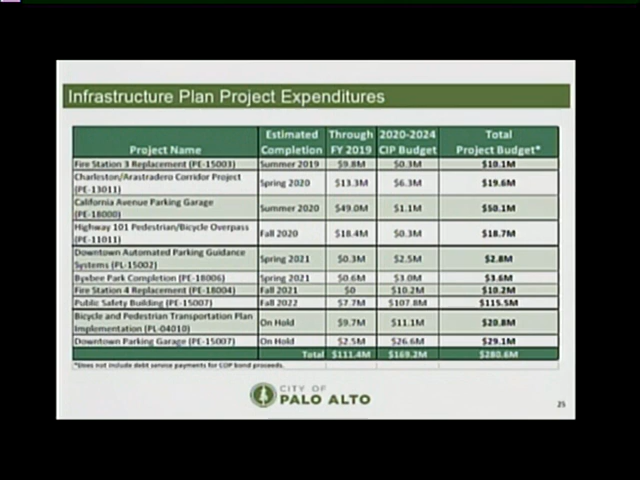 Infrastructure Plan Project Expenditures
Project Name Estimated Completion Through FY 2019 2020-2024 CIP Budget Total Project Budget*
Fire Station 3 Replacement (PE-15003) Summer 2019 $9.8M $0.3M $10.1M
Charleston/Arastradero Corridor Project (PE-13011) Spring 2020 $13.3M $6.3M $19.6M
California Avenue Parking Garage (PE-18000) Summer 2020 $49.0M $1.1M $50.1M
Highway 101 Pedestrian/Bicycle Overpass (PE-11011) Fall 2020 $18.4M $0.3M $18.7M
Downtown Automated Parking Guidance Systems (PL-15002) Spring 2021 $0.3M $2.5M $2.8M
Byxbee Park Completion (PE-18006) Spring 2021 $0.6M $3.0M $3.6M
Fire Station 4 Replacement (PE-18004) Fall 2021 $0 $10.2M $10.2M
Public Safety Building (PE-15007) Fall 2022 $7.7M $107.8M $115.5M
Bicycle and Pedestrian Transportation Plan Implementation (PL-04010) On Hold $9.7M $11.1M $20.8M
Downtown Parking Garage (PE-15007) On Hold $2.5M $26.6M $29.1M
Total $111.4M $169.2M $280.6M
*Does not include debt service payments for COP bond proceeds.
CITY OF
PALO ALTO
25